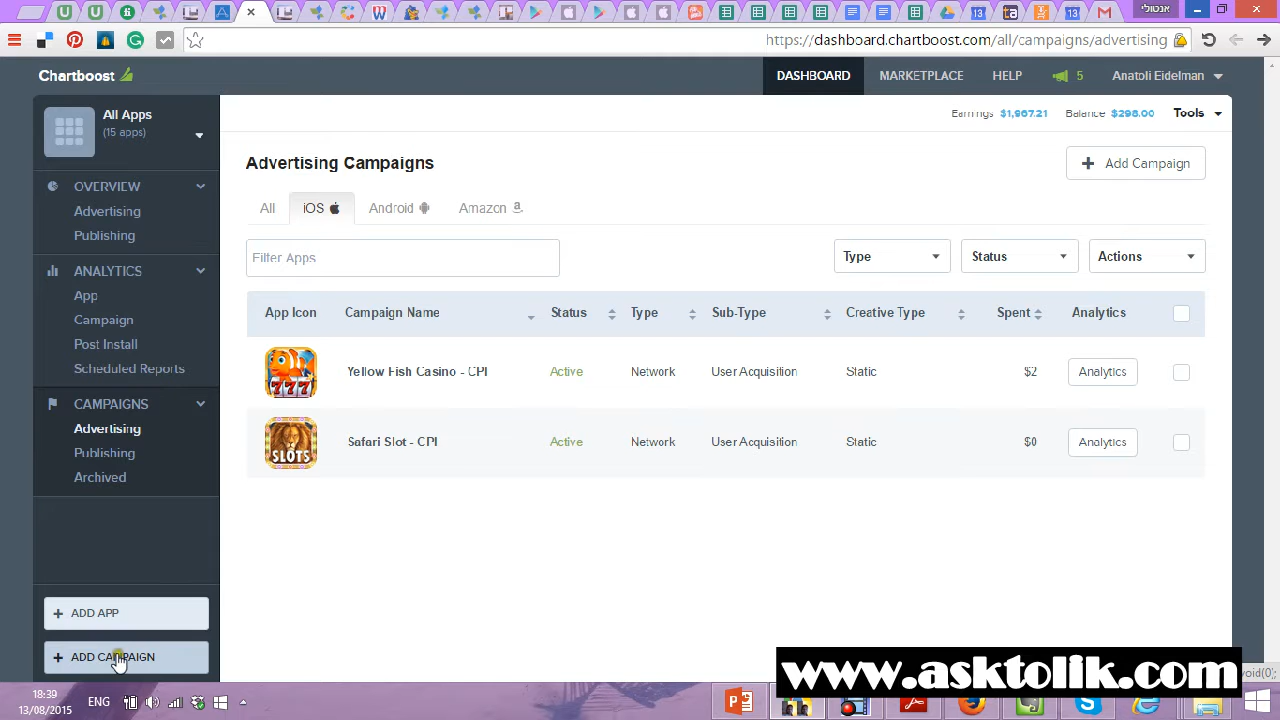 אנטולי
https://dashboard.chartboost.com/all/campaigns/advertising
Chartboost
DASHBOARD MARKETPLACE HELP 5 Anatoli Eidelman
All Apps
(15 apps)
Earnings $1,967.21 Balance $298.00 Tools
OVERVIEW
Advertising
Publishing
ANALYTICS
App
Campaign
Post Install
Scheduled Reports
CAMPAIGNS
Advertising
Publishing
Archived
+ ADD APP
+ ADD CAMPAIGN
Advertising Campaigns
+ Add Campaign
All iOS Android Amazon
Filter Apps
Type Status Actions
App Icon Campaign Name Status Type Sub-Type Creative Type Spent Analytics
777 Yellow Fish Casino - CPI Active Network User Acquisition Static $2 Analytics
SLOTS Safari Slot - CPI Active Network User Acquisition Static $0 Analytics
www.asktolik.com
void(0);
18:39
13/08/2015
ENG